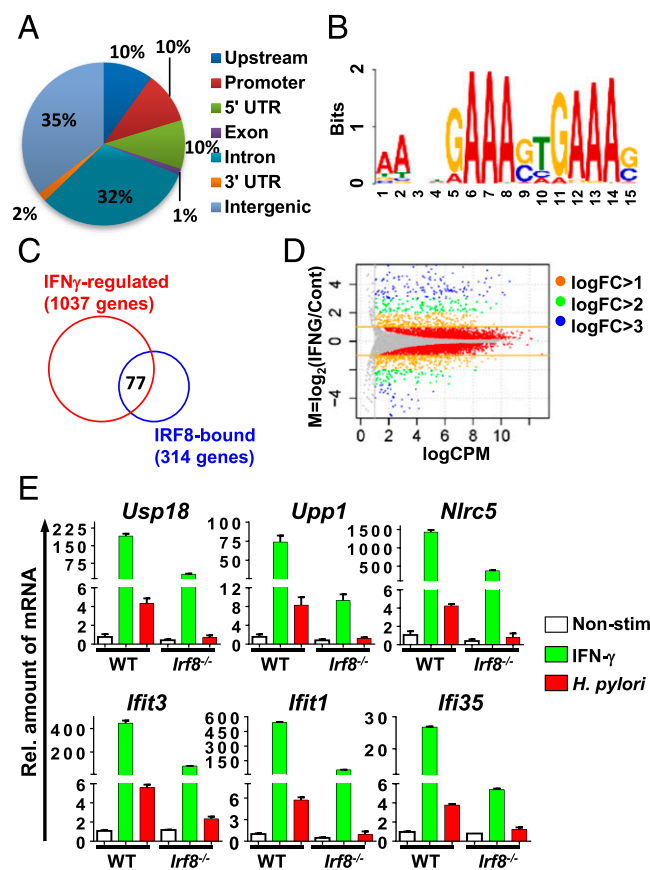 A
10%
10%
10%
1%
32%
2%
35%
Upstream
Promoter
5' UTR
Exon
Intron
3' UTR
Intergenic
B
Bits
2
1
0
AA GAAAGTGAAAG
CC C
1 2 3 4 5 6 7 8 9 10 11 12 13 14 15
C
IFNγ-regulated
(1037 genes)
77
IRF8-bound
(314 genes)
D
M=log2(IFNG/Cont)
4
2
0
−2
−4
0 2 4 6 8 10
logCPM
logFC>1
logFC>2
logFC>3
E
Rel. amount of mRNA
Usp18
225
150
75
6
4
2
0
WT Irf8-/-
Upp1
100
75
50
25
12
8
4
0
WT Irf8-/-
Nlrc5
1500
1000
500
6
4
2
0
WT Irf8-/-
Non-stim
IFN-γ
H. pylori
Ifit3
400
200
6
4
2
0
WT Irf8-/-
Ifit1
600
450
300
150
6
3
0
WT Irf8-/-
Ifi35
30
20
10
6
4
2
0
WT Irf8-/-